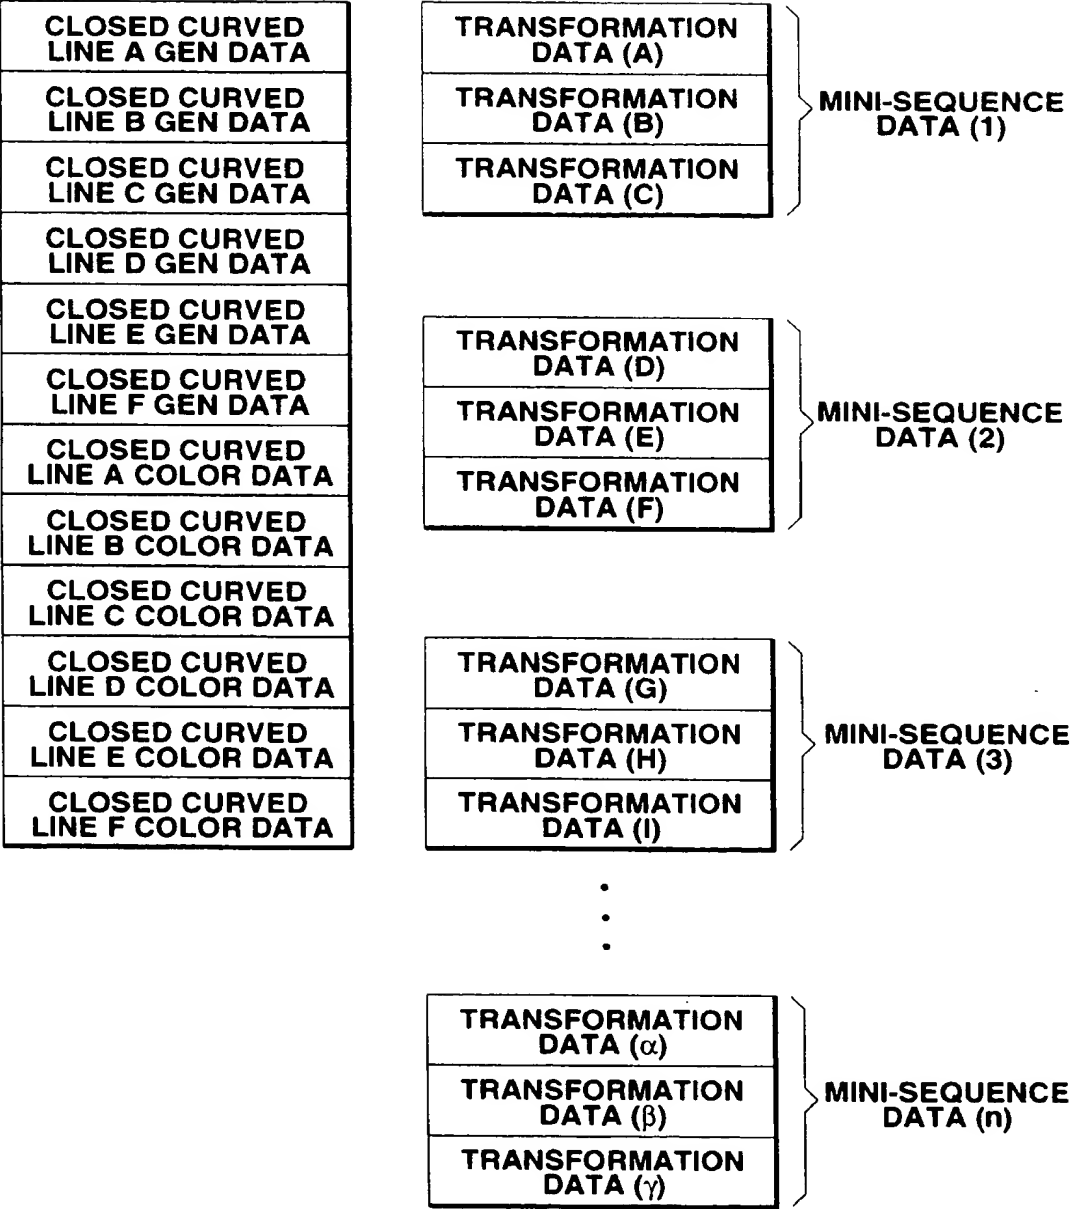 CLOSED CURVED
LINE A GEN DATA
CLOSED CURVED
LINE B GEN DATA
CLOSED CURVED
LINE C GEN DATA
CLOSED CURVED
LINE D GEN DATA
CLOSED CURVED
LINE E GEN DATA
CLOSED CURVED
LINE F GEN DATA
CLOSED CURVED
LINE A COLOR DATA
CLOSED CURVED
LINE B COLOR DATA
CLOSED CURVED
LINE C COLOR DATA
CLOSED CURVED
LINE D COLOR DATA
CLOSED CURVED
LINE E COLOR DATA
CLOSED CURVED
LINE F COLOR DATA
TRANSFORMATION
DATA (A)
TRANSFORMATION
DATA (B)
TRANSFORMATION
DATA (C)
MINI-SEQUENCE
DATA (1)
TRANSFORMATION
DATA (D)
TRANSFORMATION
DATA (E)
TRANSFORMATION
DATA (F)
MINI-SEQUENCE
DATA (2)
TRANSFORMATION
DATA (G)
TRANSFORMATION
DATA (H)
TRANSFORMATION
DATA (I)
MINI-SEQUENCE
DATA (3)
TRANSFORMATION
DATA (α)
TRANSFORMATION
DATA (β)
TRANSFORMATION
DATA (γ)
MINI-SEQUENCE
DATA (n)